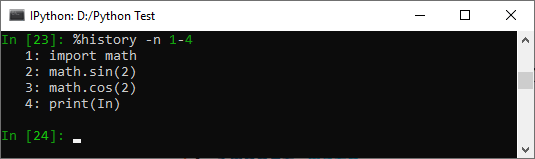 IPython: D:/Python Test
In [23]: %history -n 1-4
1: import math
2: math.sin(2)
3: math.cos(2)
4: print(In)
In [24]: